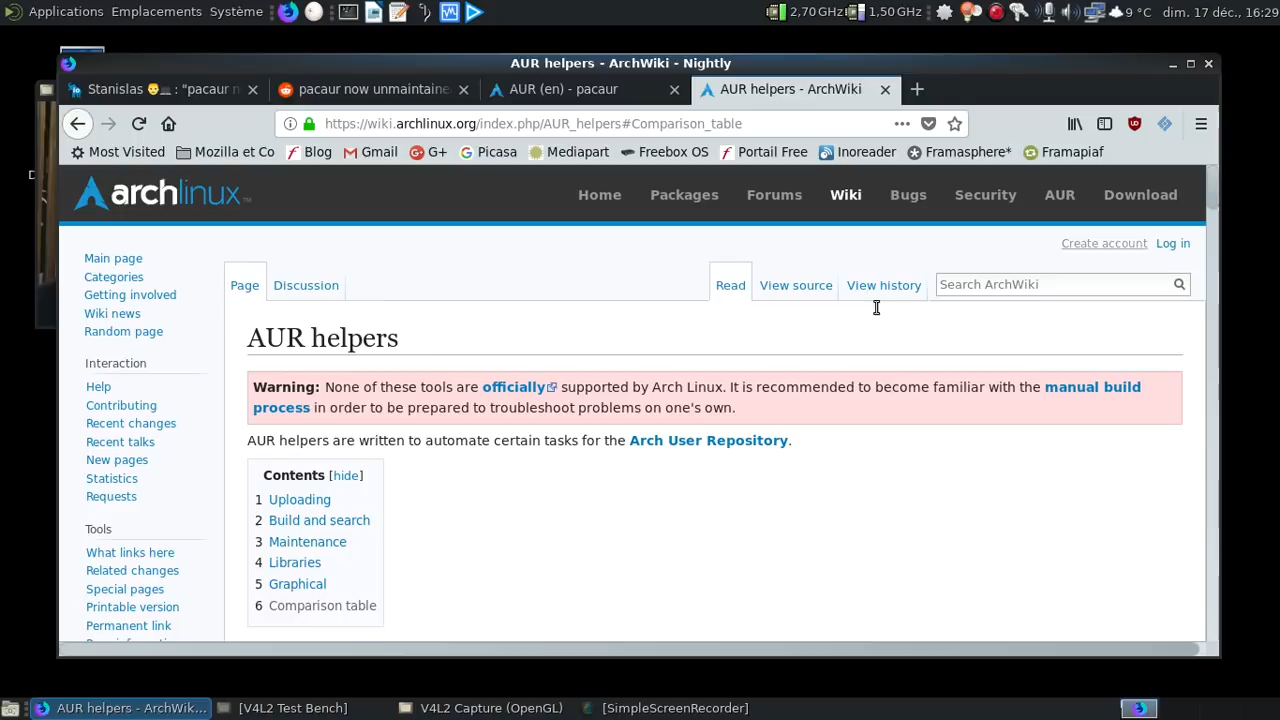 Applications Emplacements Système 2,70 GHz 1,50 GHz 9 °C dim. 17 déc., 16:29
AUR helpers - ArchWiki - Nightly
Stanislas : "pacaur n pacaur now unmaintaine AUR (en) - pacaur AUR helpers - ArchWiki
https://wiki.archlinux.org/index.php/AUR_helpers#Comparison_table
Most Visited Mozilla et Co Blog Gmail G+ Picasa Mediapart Freebox OS Portail Free Inoreader Framasphere* Framapiaf
archlinux™ Home Packages Forums Wiki Bugs Security AUR Download
Create account Log in
Page Discussion Read View source View history Search ArchWiki
Main page
Categories
Getting involved
Wiki news
Random page
Interaction
Help
Contributing
Recent changes
Recent talks
New pages
Statistics
Requests
Tools
What links here
Related changes
Special pages
Printable version
Permanent link
AUR helpers
Warning: None of these tools are officially supported by Arch Linux. It is recommended to become familiar with the manual build
process in order to be prepared to troubleshoot problems on one's own.
AUR helpers are written to automate certain tasks for the Arch User Repository.
Contents [hide]
1 Uploading
2 Build and search
3 Maintenance
4 Libraries
5 Graphical
6 Comparison table
AUR helpers - ArchWik... [V4L2 Test Bench] V4L2 Capture (OpenGL) [SimpleScreenRecorder]